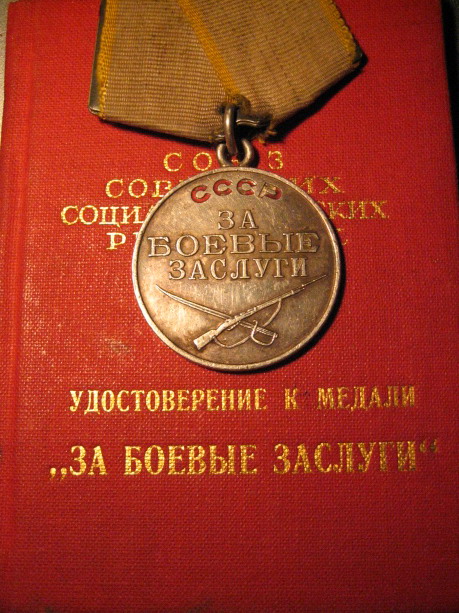 СССР
ЗА
БОЕВЫЕ
ЗАСЛУГИ
УДОСТОВЕРЕНИЕ К МЕДАЛИ
„ЗА БОЕВЫЕ ЗАСЛУГИ“